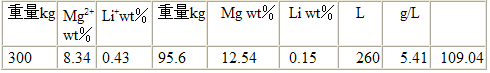 重量kg Mg2+ wt% Li+wt% 重量kg Mg wt% Li wt% L g/L
300 8.34 0.43 95.6 12.54 0.15 260 5.41 109.04